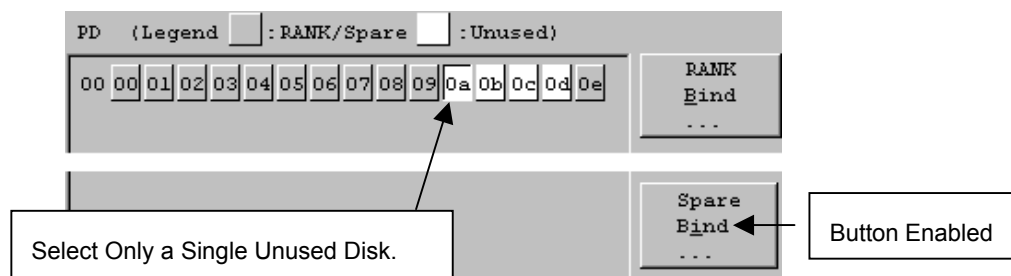 PD (Legend :RANK/Spare :Unused)
00 00 01 02 03 04 05 06 07 08 09 0a 0b 0c 0d 0e
RANK
Bind
...
Spare
Bind
...
Select Only a Single Unused Disk.
Button Enabled